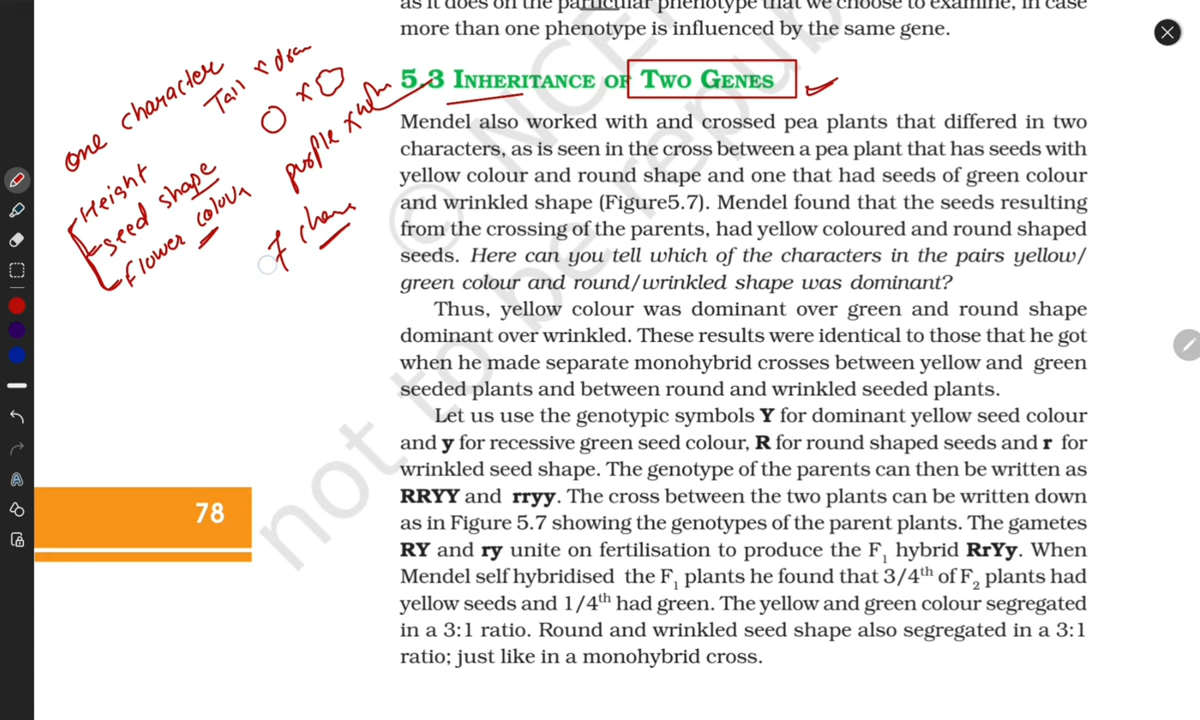 as it does on the particular phenotype that we choose to examine, in case
more than one phenotype is influenced by the same gene.
5.3 INHERITANCE OF TWO GENES
Mendel also worked with and crossed pea plants that differed in two
characters, as is seen in the cross between a pea plant that has seeds with
yellow colour and round shape and one that had seeds of green colour
and wrinkled shape (Figure5.7). Mendel found that the seeds resulting
from the crossing of the parents, had yellow coloured and round shaped
seeds. Here can you tell which of the characters in the pairs yellow/
green colour and round/wrinkled shape was dominant?
Thus, yellow colour was dominant over green and round shape
dominant over wrinkled. These results were identical to those that he got
when he made separate monohybrid crosses between yellow and green
seeded plants and between round and wrinkled seeded plants.
Let us use the genotypic symbols Y for dominant yellow seed colour
and y for recessive green seed colour, R for round shaped seeds and r for
wrinkled seed shape. The genotype of the parents can then be written as
RRYY and rryy. The cross between the two plants can be written down
as in Figure 5.7 showing the genotypes of the parent plants. The gametes
RY and ry unite on fertilisation to produce the F1 hybrid RrYy. When
Mendel self hybridised the F1 plants he found that 3/4th of F2 plants had
yellow seeds and 1/4th had green. The yellow and green colour segregated
in a 3:1 ratio. Round and wrinkled seed shape also segregated in a 3:1
ratio; just like in a monohybrid cross.
one character
Tall x
Height
seed shape
flower colour
purple x
7
78
not to be repub
© NCE